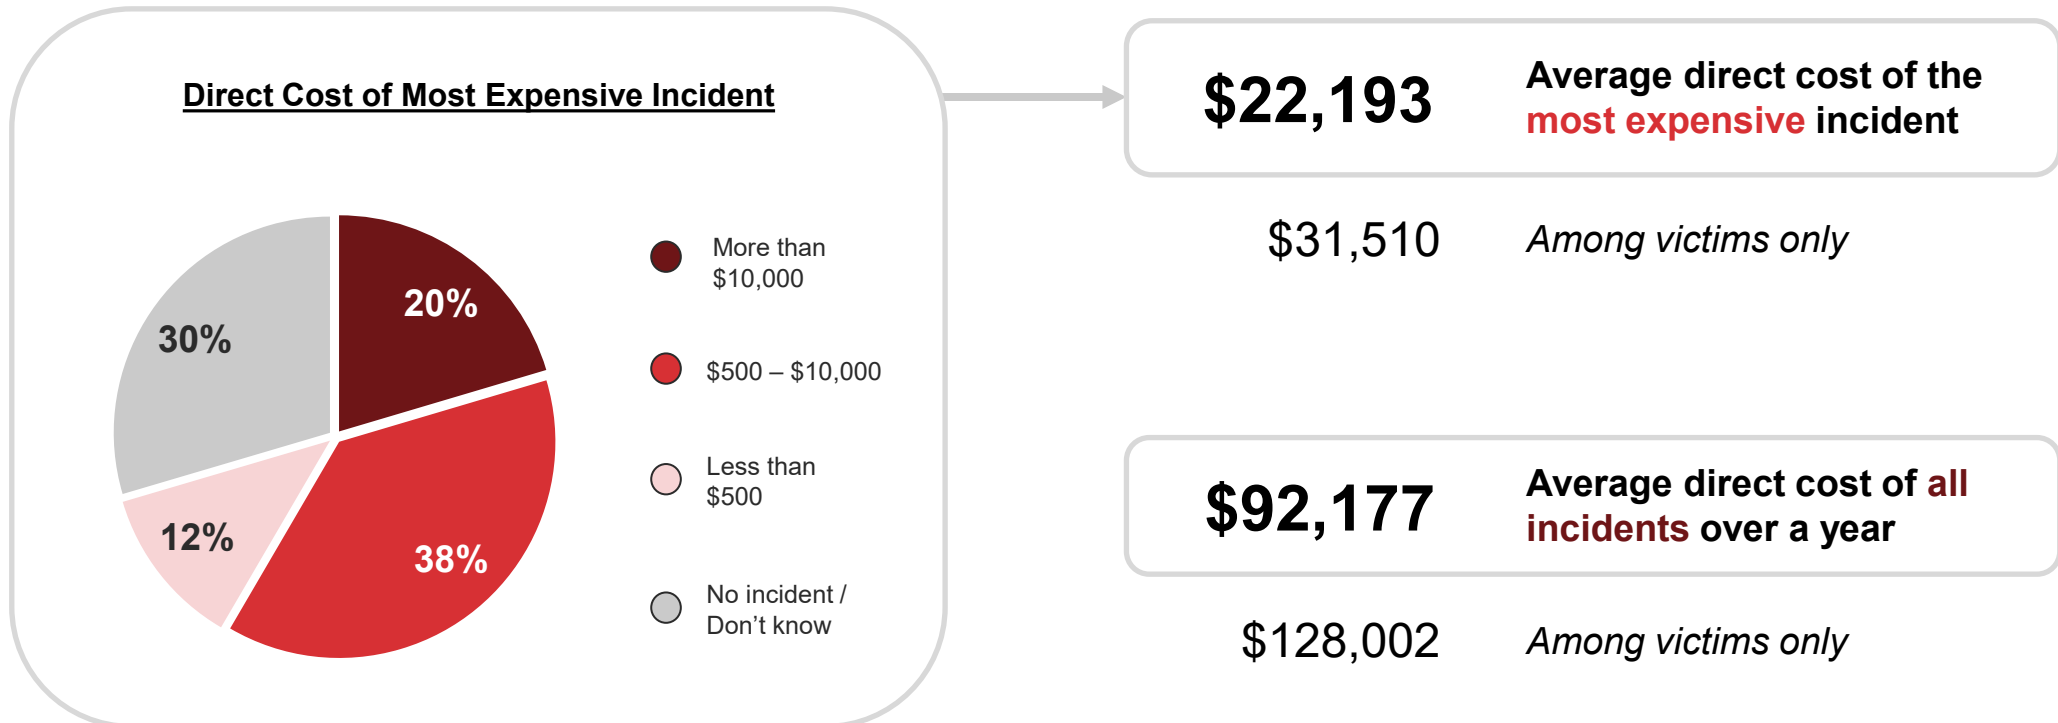 Direct Cost of Most Expensive Incident
20%
30%
12%
38%
More than
$10,000
$500 – $10,000
Less than
$500
No incident /
Don’t know
$22,193
Average direct cost of the
most expensive incident
$31,510
Among victims only
$92,177
Average direct cost of all
incidents over a year
$128,002
Among victims only